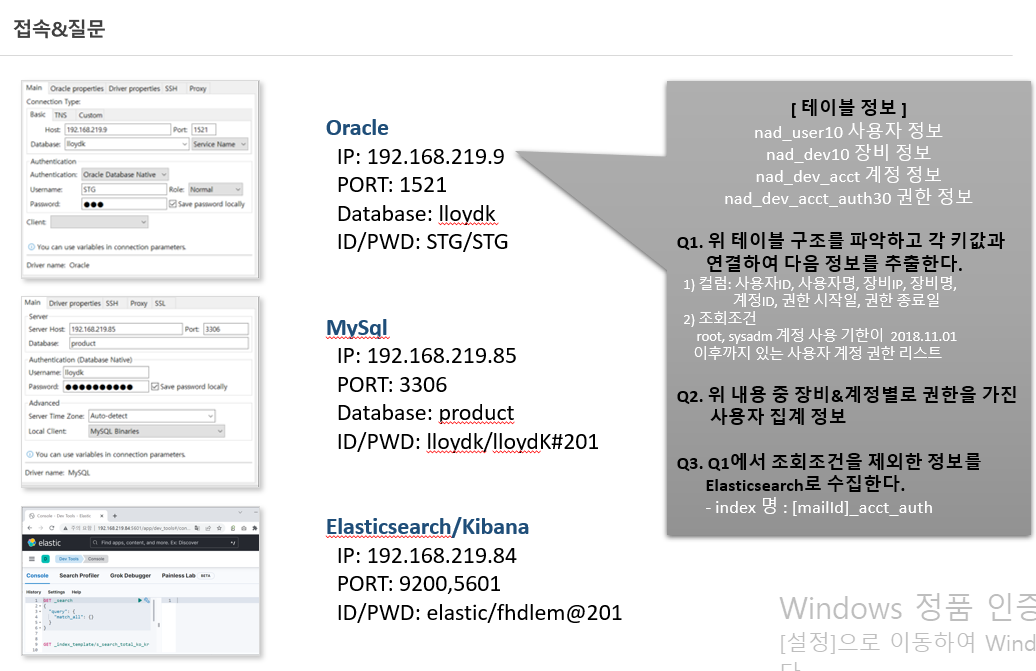 접속&질문
Main Oracle properties Driver properties SSH Proxy
Connection Type:
Basic TNS Custom
Host: 192.168.219.9 Port: 1521
Database: lloydk Service Name
Authentication
Authentication: Oracle Database Native
Username: STG Role: Normal
Password: ●●● Save password locally
Client:
You can use variables in connection parameters.
Driver name: Oracle
Main Driver properties SSH Proxy SSL
Server
Server Host: 192.168.219.85 Port: 3306
Database: product
Authentication (Database Native)
Username: lloydk
Password: ●●●●●●●●●● Save password locally
Advanced
Server Time Zone: Auto-detect
Local Client: MySQL Binaries
You can use variables in connection parameters.
Driver name: MySQL
Console - Dev Tools - Elastic
192.168.219.84:5601/app/dev_tools#/con...
elastic
Find apps, content, and more. Ex: Discover
Dev Tools Console
Console Search Profiler Grok Debugger Painless Lab BETA
History Settings Help
1 GET _search
2 {
3 "query": {
4 "match_all": {}
5 }
6 }
7
8
9 GET _index_template/s_search_total_ko_kr
10
1
Oracle
IP: 192.168.219.9
PORT: 1521
Database: lloydk
ID/PWD: STG/STG
MySql
IP: 192.168.219.85
PORT: 3306
Database: product
ID/PWD: lloydk/lloydK#201
Elasticsearch/Kibana
IP: 192.168.219.84
PORT: 9200,5601
ID/PWD: elastic/fhdlem@201
[ 테이블 정보 ]
nad_user10 사용자 정보
nad_dev10 장비 정보
nad_dev_acct 계정 정보
nad_dev_acct_auth30 권한 정보
Q1. 위 테이블 구조를 파악하고 각 키값과
연결하여 다음 정보를 추출한다.
1) 컬럼: 사용자ID, 사용자명, 장비IP, 장비명,
계정ID, 권한 시작일, 권한 종료일
2) 조회조건
root, sysadm 계정 사용 기한이 2018.11.01
이후까지 있는 사용자 계정 권한 리스트
Q2. 위 내용 중 장비&계정별로 권한을 가진
사용자 집계 정보
Q3. Q1에서 조회조건을 제외한 정보를
Elasticsearch로 수집한다.
- index 명 : [mailId]_acct_auth
Windows 정품 인증
[설정]으로 이동하여 Wind